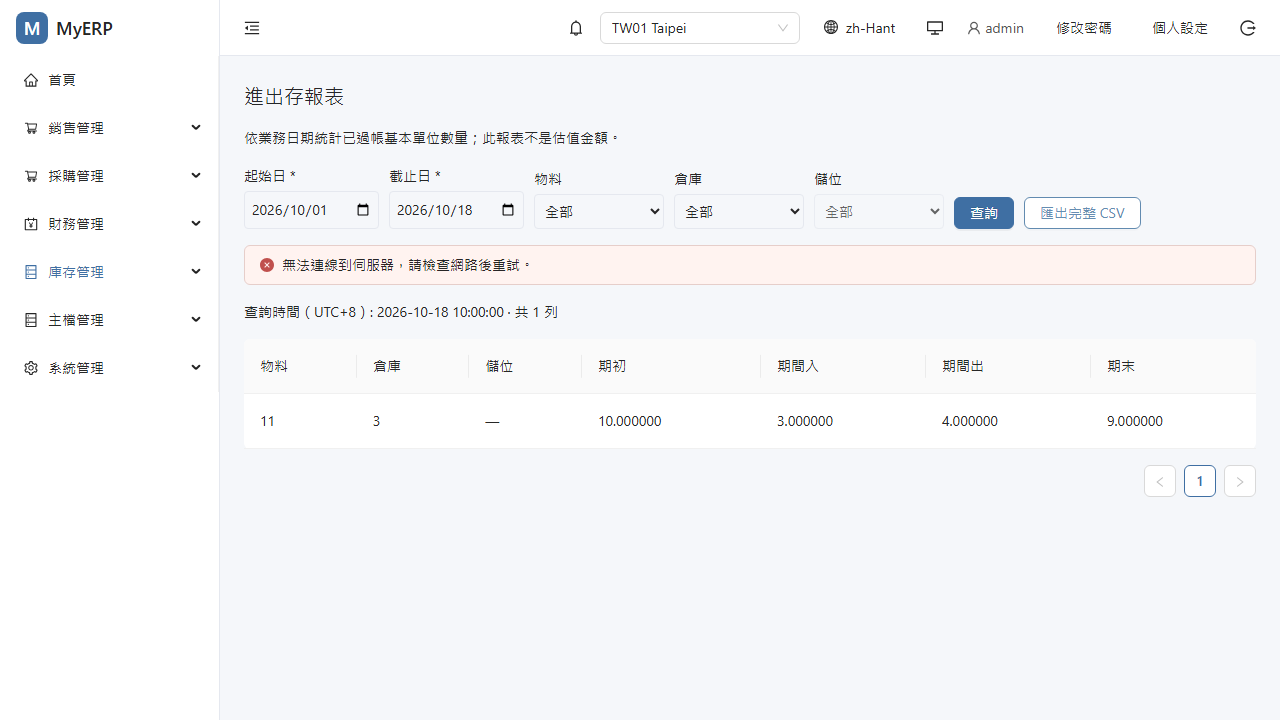 M MyERP
TW01 Taipei
zh-Hant
admin
修改密碼
個人設定
首頁
銷售管理
採購管理
財務管理
庫存管理
主檔管理
系統管理
進出存報表
依業務日期統計已過帳基本單位數量；此報表不是估值金額。
起始日 * 截止日 * 物料 倉庫 儲位
2026/10/01 2026/10/18 全部 全部 全部 查詢 匯出完整 CSV
無法連線到伺服器，請檢查網路後重試。
查詢時間（UTC+8）: 2026-10-18 10:00:00 · 共 1 列
物料 倉庫 儲位 期初 期間入 期間出 期末
11 3 — 10.000000 3.000000 4.000000 9.000000
1